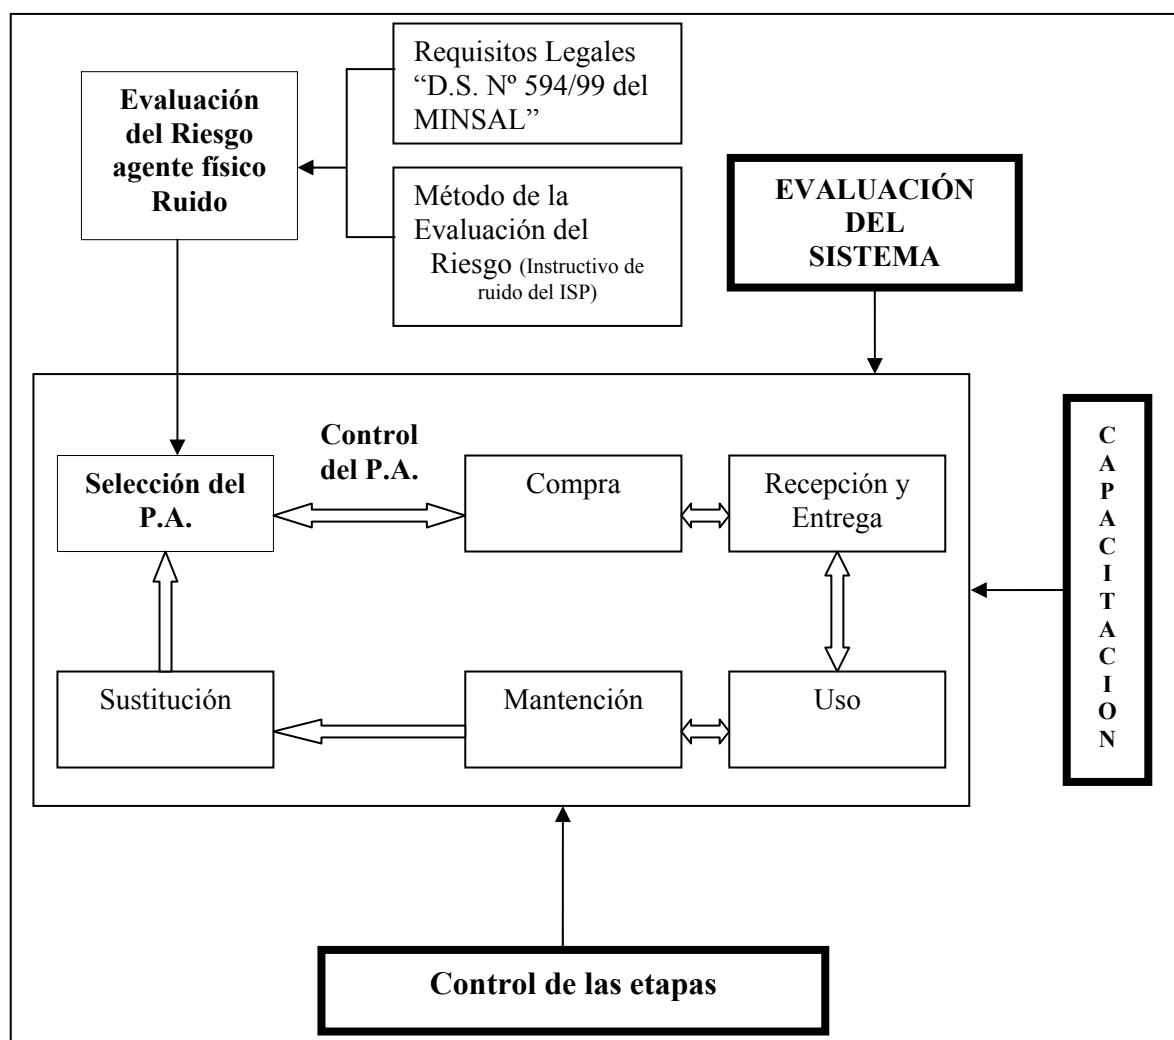 Requisitos Legales
“D.S. Nº 594/99 del
MINSAL”
Evaluación
del Riesgo
agente físico
Ruido
Método de la
Evaluación del
Riesgo (Instructivo de
ruido del ISP)
EVALUACIÓN
DEL
SISTEMA
Control
del P.A.
Selección del
P.A.
Compra
Recepción y
Entrega
Sustitución
Mantención
Uso
C
A
P
A
C
I
T
A
C
I
O
N
Control de las etapas